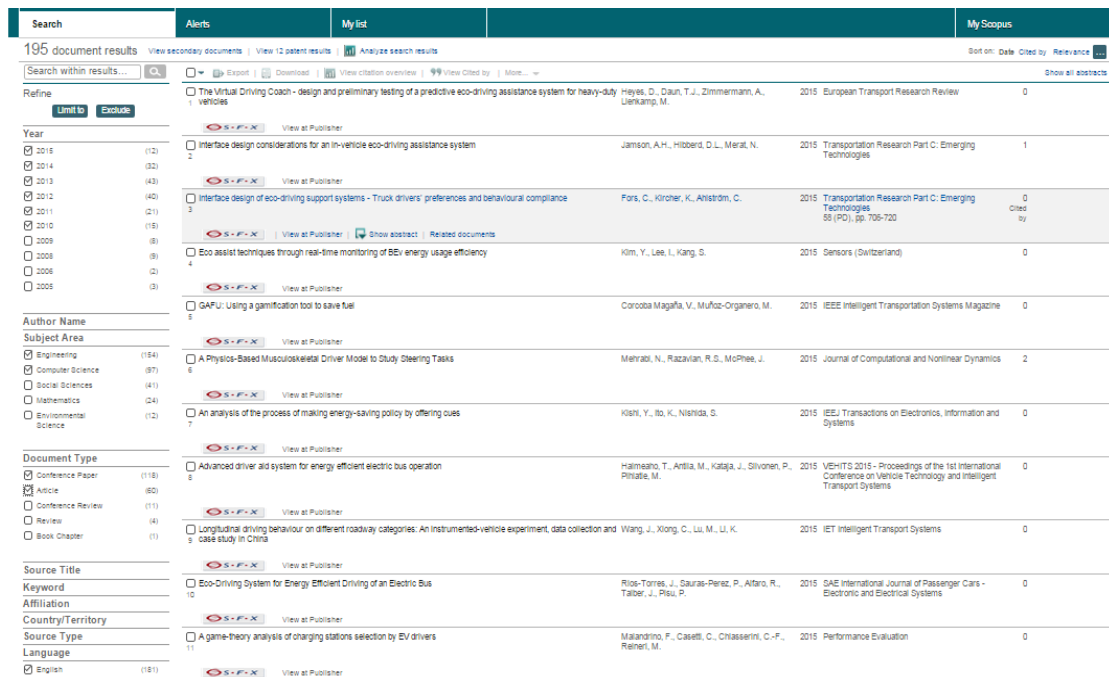 Search Alerts My list My Scopus
195 document results View secondary documents | View 12 patent results | Analyze search results Sort on: Date Cited by Relevance ...
Search within results... Export | Download | View citation overview | View Cited by | More... Show all abstracts
Refine
Limit to Exclude
Year
2015 (12)
2014 (32)
2013 (43)
2012 (40)
2011 (21)
2010 (15)
2009 (8)
2008 (9)
2006 (2)
2005 (3)
Author Name
Subject Area
Engineering (154)
Computer Science (97)
Social Sciences (41)
Mathematics (24)
Environmental (12)
Science
Document Type
Conference Paper (118)
Article (60)
Conference Review (11)
Review (4)
Book Chapter (1)
Source Title
Keyword
Affiliation
Country/Territory
Source Type
Language
English (181)
The Virtual Driving Coach - design and preliminary testing of a predictive eco-driving assistance system for heavy-duty Heyes, D., Daun, T.J., Zimmermann, A., 2015 European Transport Research Review 0
1 vehicles Lienkamp, M.
S·F·X View at Publisher
Interface design considerations for an in-vehicle eco-driving assistance system Jamson, A.H., Hibberd, D.L., Merat, N. 2015 Transportation Research Part C: Emerging 1
2 Technologies
S·F·X View at Publisher
Interface design of eco-driving support systems - Truck drivers' preferences and behavioural compliance Fors, C., Kircher, K., Ahlström, C. 2015 Transportation Research Part C: Emerging 0
3 Technologies Cited
58 (PD), pp. 706-720 by
S·F·X | View at Publisher | Show abstract | Related documents
Eco assist techniques through real-time monitoring of BEV energy usage efficiency Kim, Y., Lee, I., Kang, S. 2015 Sensors (Switzerland) 0
4
S·F·X View at Publisher
GAFU: Using a gamification tool to save fuel Corcoba Magaña, V., Muñoz-Organero, M. 2015 IEEE Intelligent Transportation Systems Magazine 0
5
S·F·X View at Publisher
A Physics-Based Musculoskeletal Driver Model to Study Steering Tasks Mehrabi, N., Razavian, R.S., McPhee, J. 2015 Journal of Computational and Nonlinear Dynamics 2
6
S·F·X View at Publisher
An analysis of the process of making energy-saving policy by offering cues Kishi, Y., Ito, K., Nishida, S. 2015 IEEJ Transactions on Electronics, Information and 0
7 Systems
S·F·X View at Publisher
Advanced driver aid system for energy efficient electric bus operation Halmeaho, T., Antila, M., Kataja, J., Silvonen, P., 2015 VEHITS 2015 - Proceedings of the 1st International 0
8 Pihlatie, M. Conference on Vehicle Technology and Intelligent
Transport Systems
S·F·X View at Publisher
Longitudinal driving behaviour on different roadway categories: An instrumented-vehicle experiment, data collection and Wang, J., Xiong, C., Lu, M., Li, K. 2015 IET Intelligent Transport Systems 0
9 case study in China
S·F·X View at Publisher
Eco-Driving System for Energy Efficient Driving of an Electric Bus Rios-Torres, J., Sauras-Perez, P., Alfaro, R., 2015 SAE International Journal of Passenger Cars - 0
10 Taiber, J., Pisu, P. Electronic and Electrical Systems
S·F·X View at Publisher
A game-theory analysis of charging stations selection by EV drivers Malandrino, F., Casetti, C., Chiasserini, C.-F., 2015 Performance Evaluation 0
11 Reineri, M.
S·F·X View at Publisher